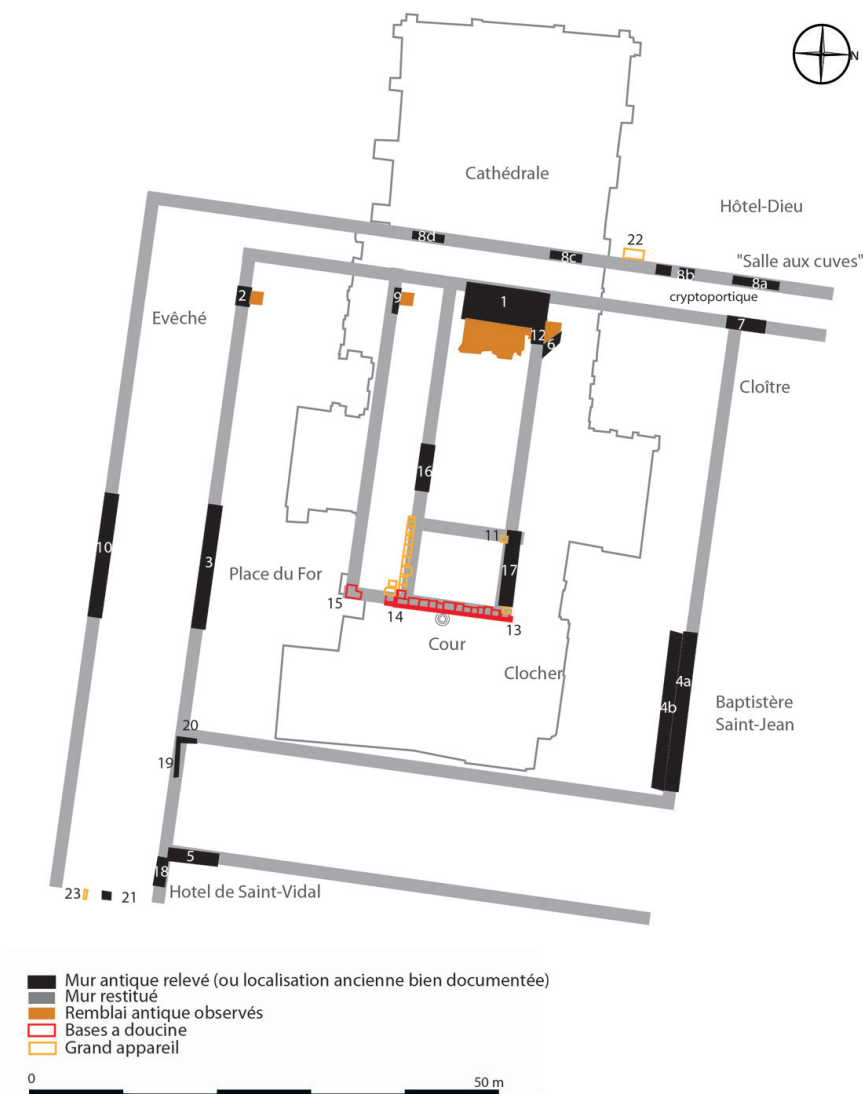 N
Cathédrale
Hôtel-Dieu
22
8d
8c
"Salle aux cuves"
8b
8a
cryptoportique
2
9
1
7
Evêché
12
6
Cloître
16
11
10
3
17
Place du For
15
14
13
Cour
Clocher
4a
4b
Baptistère
Saint-Jean
20
19
5
18
23
21
Hotel de Saint-Vidal
Mur antique relevé (ou localisation ancienne bien documentée)
Mur restitué
Remblai antique observés
Bases a doucine
Grand appareil
0
50 m